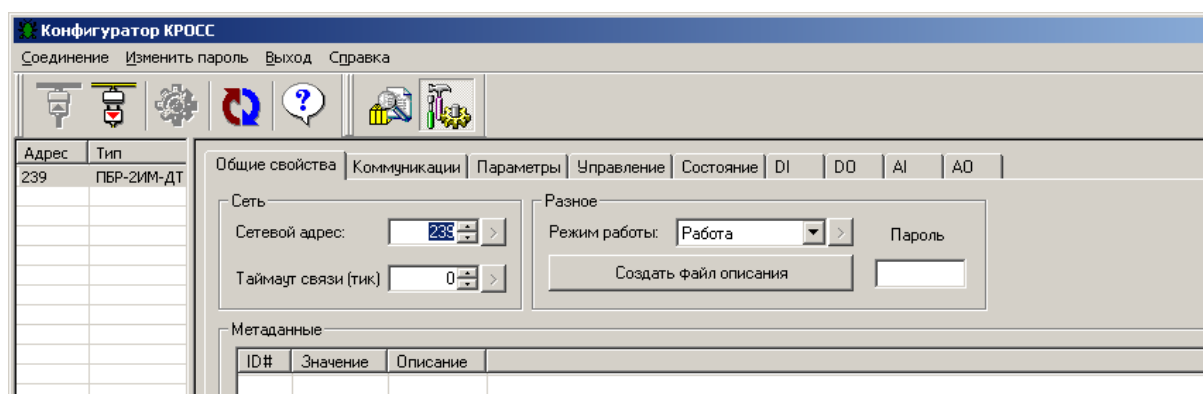 Конфигуратор КРОСС
Соединение Изменить пароль Выход Справка
Адрес Тип
239 ПБР-2ИМ-ДТ
Общие свойства Коммуникации Параметры Управление Состояние DI DO AI AO
Сеть
Сетевой адрес: 239 >
Таймаут связи (тик) 0 >
Разное
Режим работы: Работа > Пароль
Создать файл описания
Метаданные
ID# Значение Описание